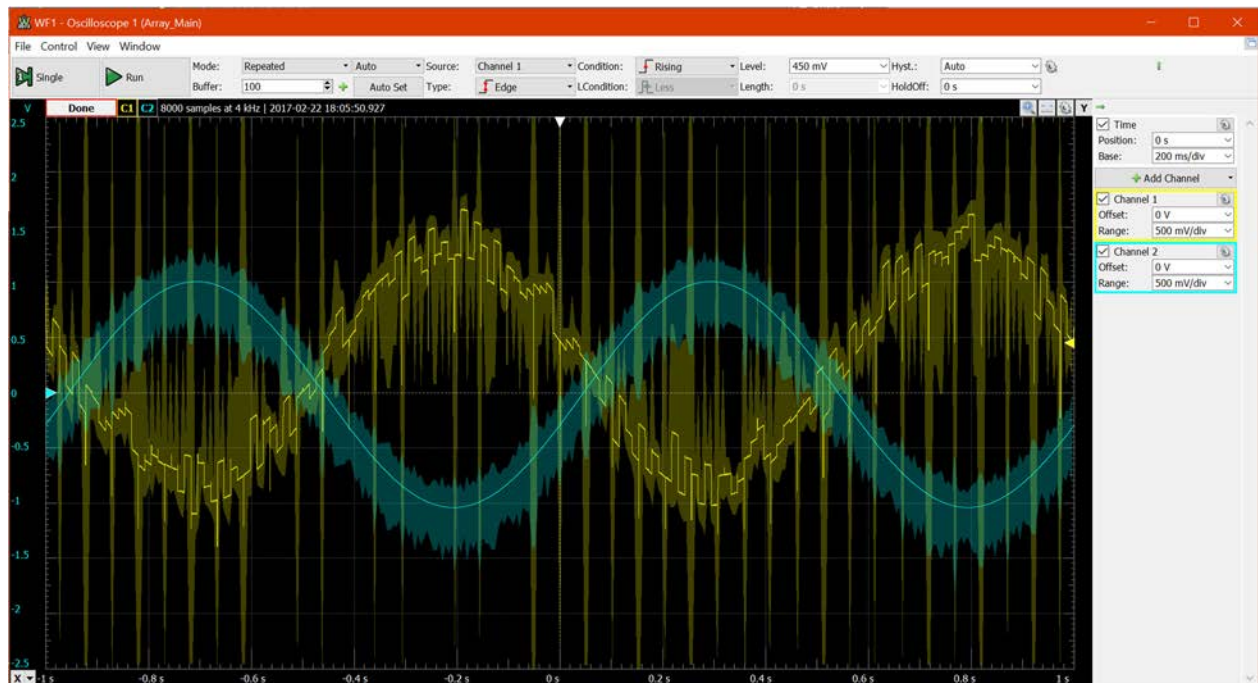 WF1 - Oscilloscope 1 (Array_Main)
File Control View Window
Single Run Mode: Repeated Auto Source: Channel 1 Condition: Rising Level: 450 mV Hyst.: Auto
Buffer: 100 Auto Set Type: Edge LCondition: Less Length: 0 s HoldOff: 0 s
V Done C1 C2 8000 samples at 4 kHz | 2017-02-22 18:05:50.927 Y
Time
Position: 0 s
Base: 200 ms/div
Add Channel
Channel 1
Offset: 0 V
Range: 500 mV/div
Channel 2
Offset: 0 V
Range: 500 mV/div
2.5
2
1.5
1
0.5
0
-0.5
-1
-1.5
-2
-2.5
X -1 s -0.8 s -0.6 s -0.4 s -0.2 s 0 s 0.2 s 0.4 s 0.6 s 0.8 s 1 s